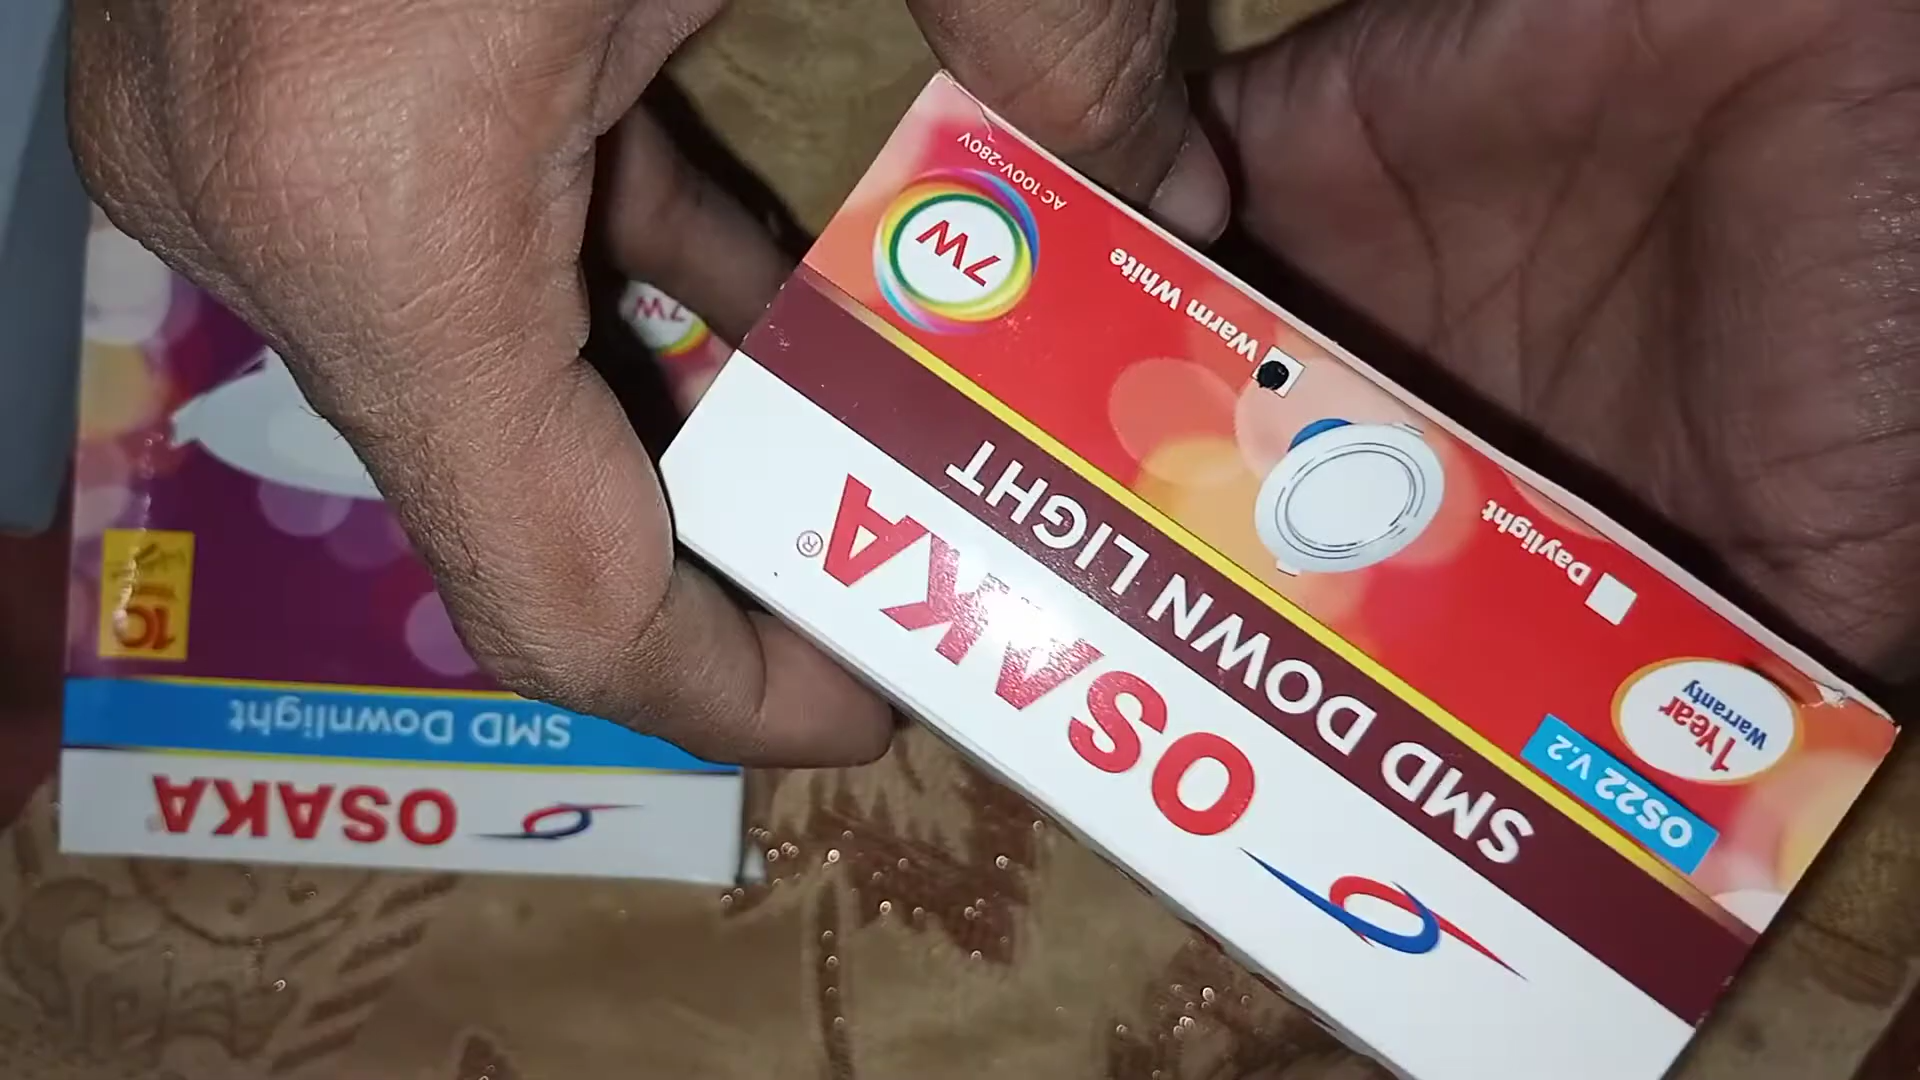 OSAKA®
SMD DOWN LIGHT
OS22 V.2
1 Year
Warranty
Daylight
Warm White
7W
AC 100V-280V
7W
OSAKA
SMD Downlight
10